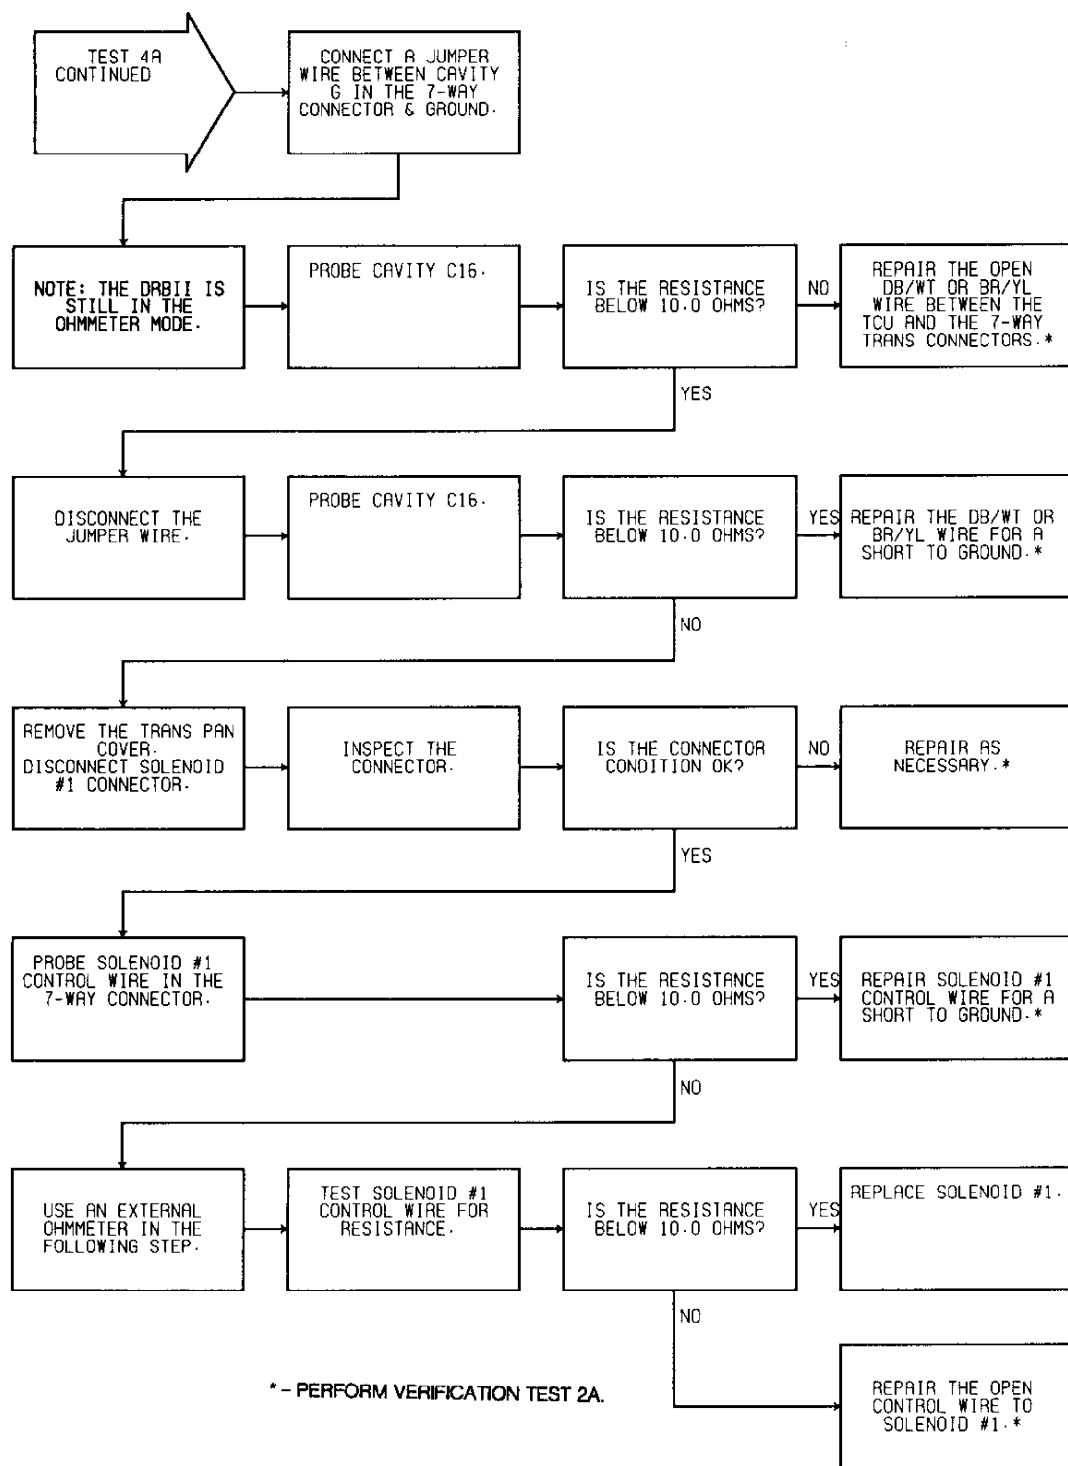 TEST 4A
CONTINUED
CONNECT A JUMPER
WIRE BETWEEN CAVITY
G IN THE 7-WAY
CONNECTOR & GROUND.
NOTE: THE DRBII IS
STILL IN THE
OHMMETER MODE.
PROBE CAVITY C16.
IS THE RESISTANCE
BELOW 10.0 OHMS?
NO
REPAIR THE OPEN
DB/WT OR BR/YL
WIRE BETWEEN THE
TCU AND THE 7-WAY
TRANS CONNECTORS.*
YES
DISCONNECT THE
JUMPER WIRE.
PROBE CAVITY C16.
IS THE RESISTANCE
BELOW 10.0 OHMS?
YES
REPAIR THE DB/WT OR
BR/YL WIRE FOR A
SHORT TO GROUND.*
NO
REMOVE THE TRANS PAN
COVER.
DISCONNECT SOLENOID
#1 CONNECTOR.
INSPECT THE
CONNECTOR.
IS THE CONNECTOR
CONDITION OK?
NO
REPAIR AS
NECESSARY.*
YES
PROBE SOLENOID #1
CONTROL WIRE IN THE
7-WAY CONNECTOR.
IS THE RESISTANCE
BELOW 10.0 OHMS?
YES
REPAIR SOLENOID #1
CONTROL WIRE FOR A
SHORT TO GROUND.*
NO
USE AN EXTERNAL
OHMMETER IN THE
FOLLOWING STEP.
TEST SOLENOID #1
CONTROL WIRE FOR
RESISTANCE.
IS THE RESISTANCE
BELOW 10.0 OHMS?
YES
REPLACE SOLENOID #1.
NO
REPAIR THE OPEN
CONTROL WIRE TO
SOLENOID #1.*
* - PERFORM VERIFICATION TEST 2A.